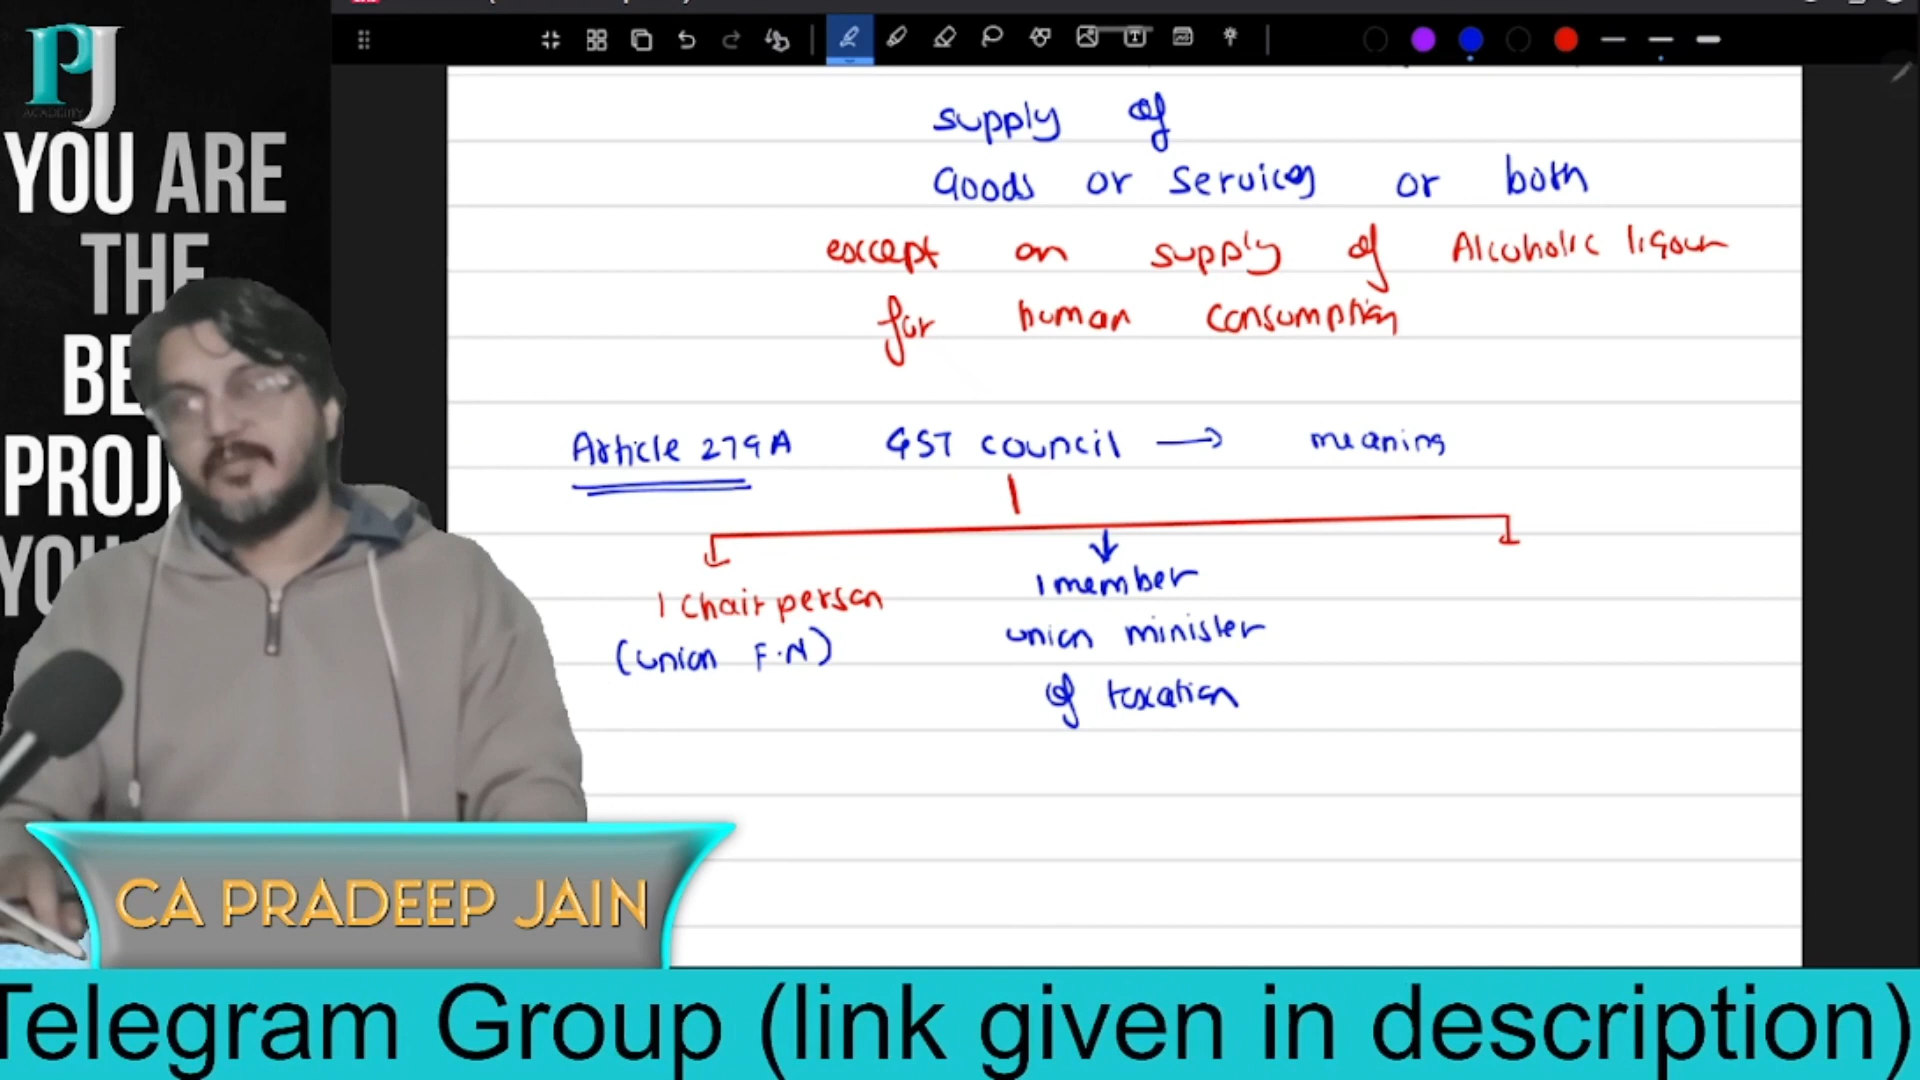 PJ
ACADEMY
YOU ARE
THE
BE
PROJ
YO
supply of
Goods or services or both
except on supply of Alcoholic liqour
for human consumption
Article 279A GST council → meaning
1 Chairperson
(union F.M)
1 member
union minister
of taxation
CA PRADEEP JAIN
Telegram Group (link given in description)